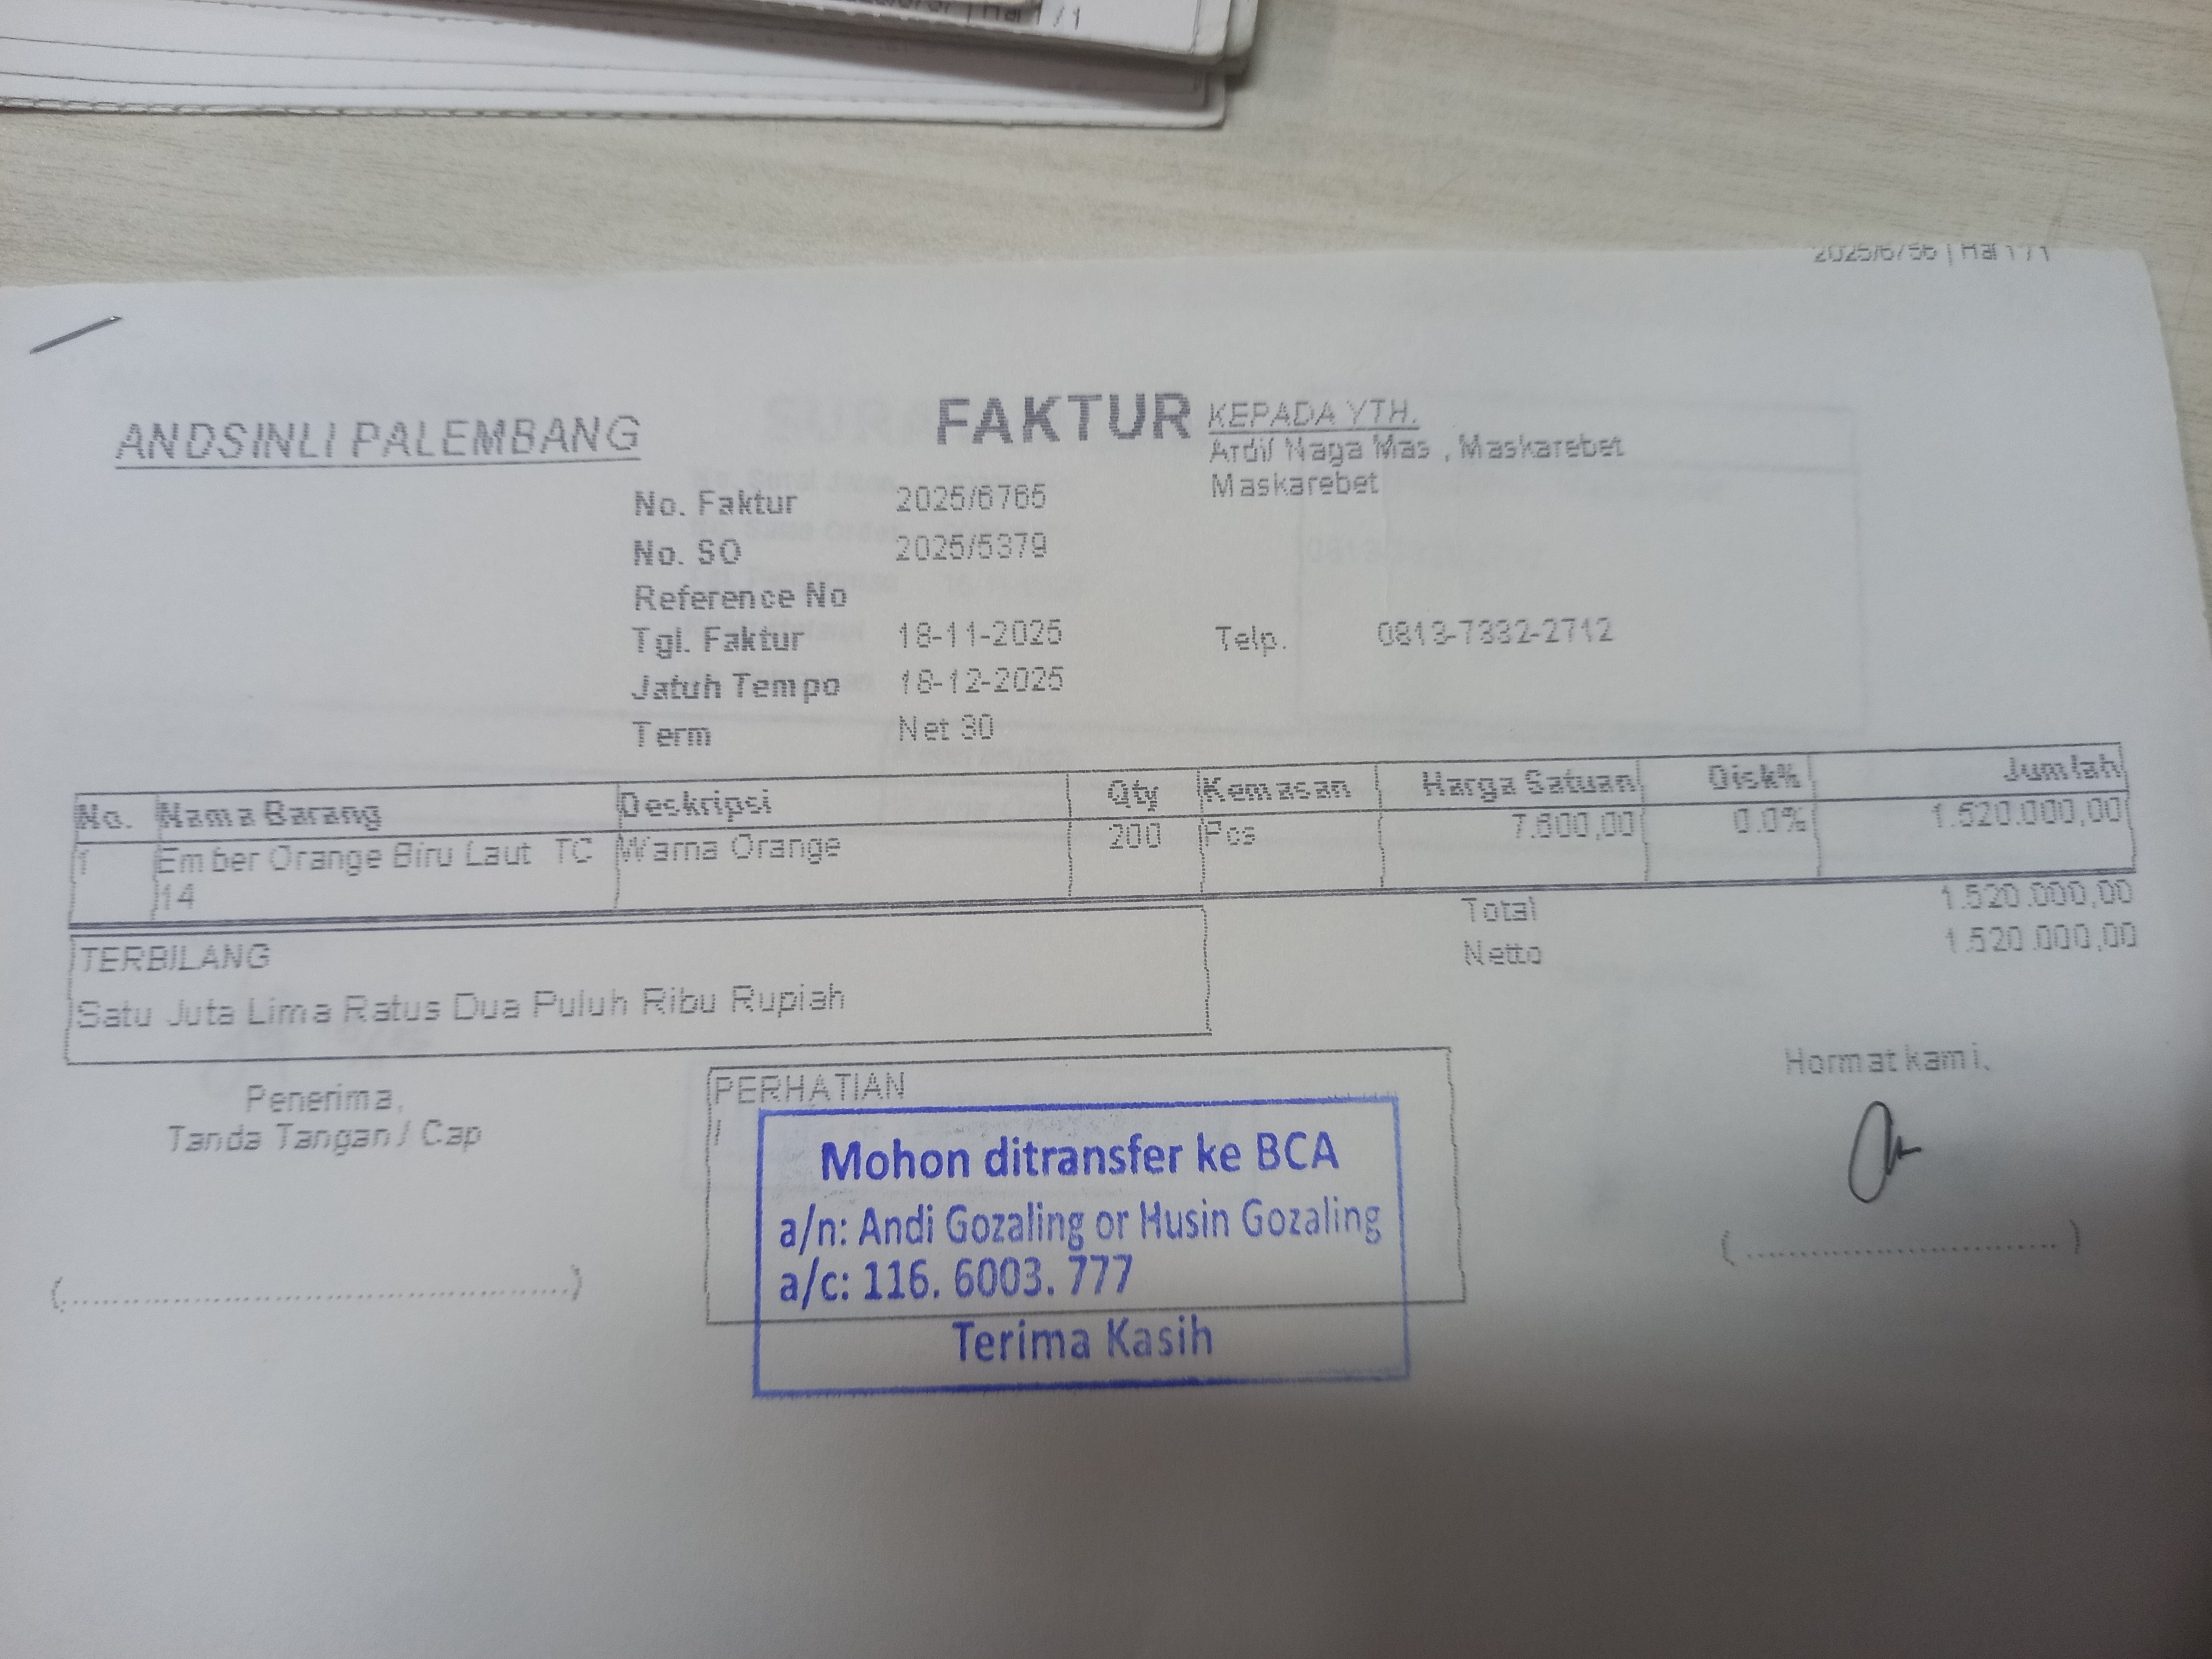 / 1
ANDSINLI PALEMBANG
FAKTUR
KEPADA YTH.
Ardi/ Naga Mas , Maskarebet
Maskarebet
No. Faktur 2025/6765
No. SO 2025/5379
Reference No
Tgl. Faktur 18-11-2025
Telp. 0813-7332-2712
Jatuh Tempo 18-12-2025
Term Net 30
No. Nama Barang Deskripsi Qty Kemasan Harga Satuan Disk% Jumlah
1 Ember Orange Biru Laut TC Warna Orange 200 Pcs 7.600,00 0.0% 1.520.000,00
14
Total 1.520.000,00
Netto 1.520.000,00
TERBILANG
Satu Juta Lima Ratus Dua Puluh Ribu Rupiah
Penerima,
Tanda Tangan / Cap
PERHATIAN
/
Mohon ditransfer ke BCA
a/n: Andi Gozaling or Husin Gozaling
a/c: 116. 6003. 777
Terima Kasih
Hormat kami,
(................................................)
(................................)